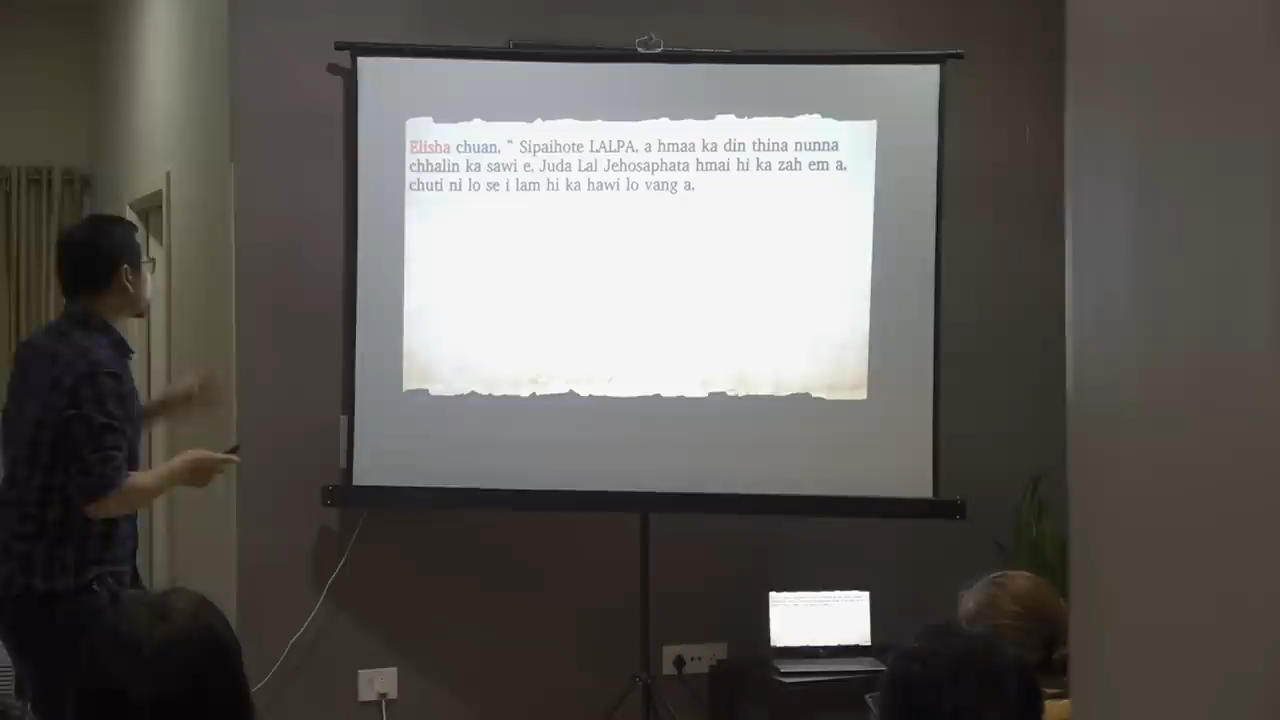 Elisha chuan, “ Sipaihote LALPA, a hmaa ka din thina nunna
chhalin ka sawi e, Juda Lal Jehosaphata hmai hi ka zah em a,
chuti ni lo se i lam hi ka hawi lo vang a,